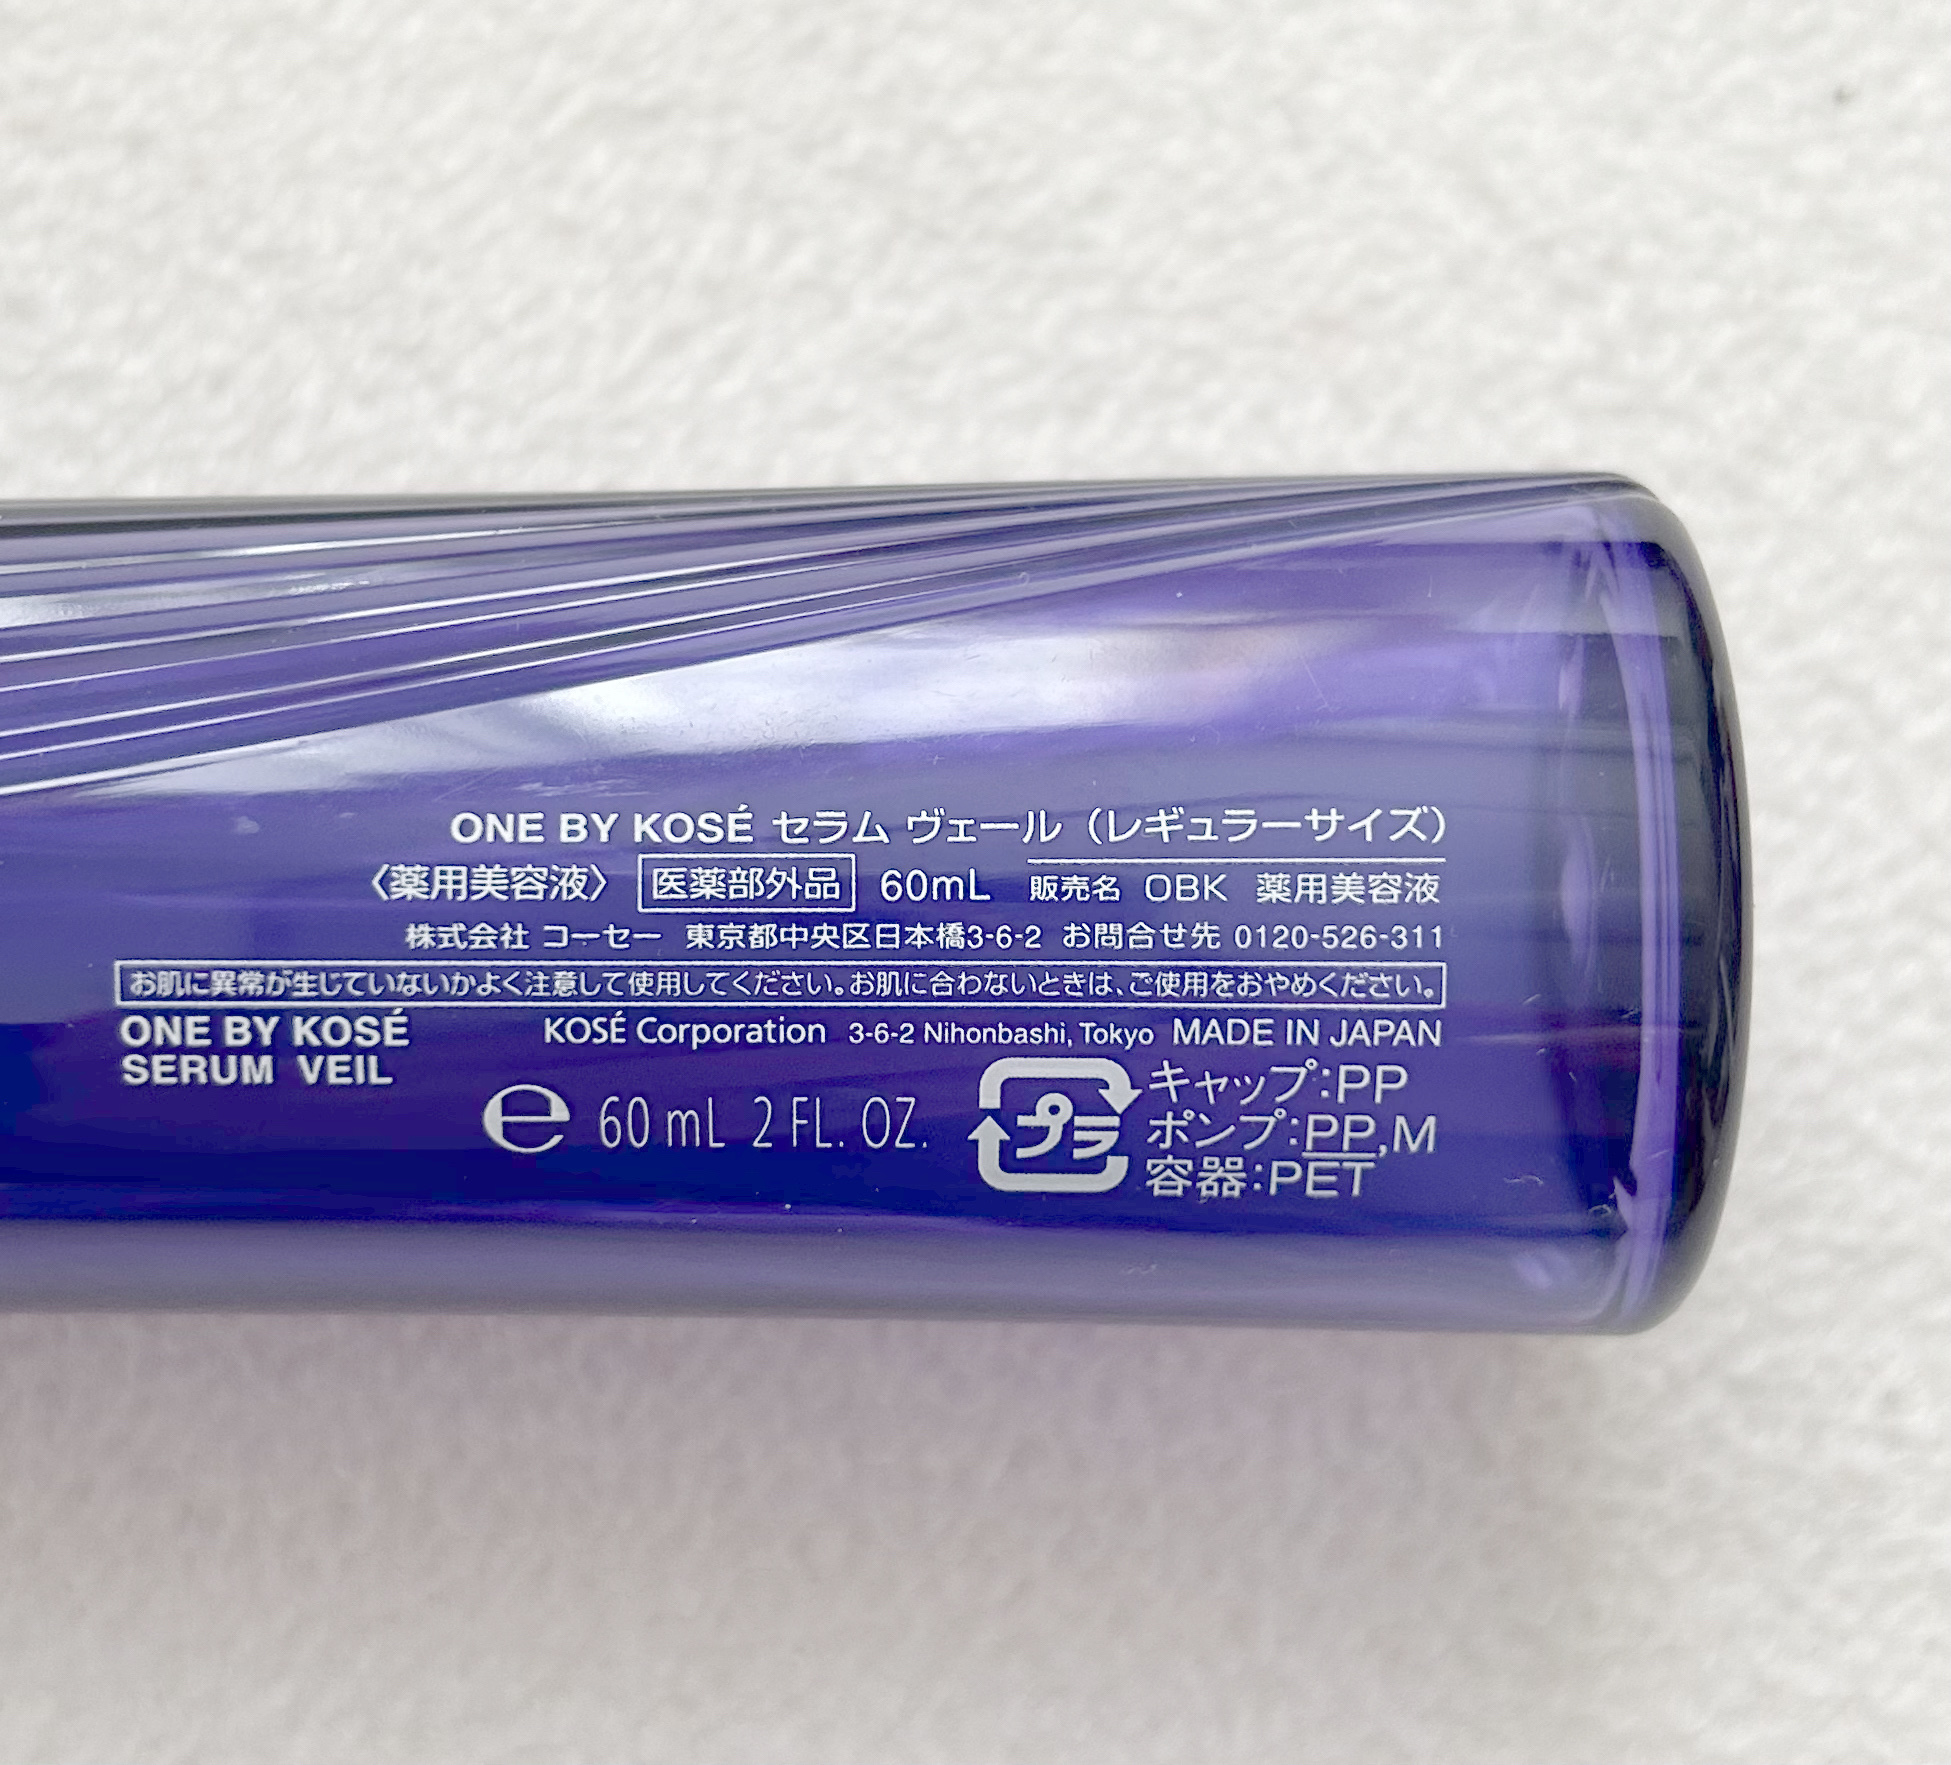 ONE BY KOSÉ セラム ヴェール（レギュラーサイズ）
〈薬用美容液〉 医薬部外品 60mL 販売名 OBK 薬用美容液
株式会社 コーセー 東京都中央区日本橋3-6-2 お問合せ先 0120-526-311
お肌に異常が生じていないかよく注意して使用してください。お肌に合わないときは、ご使用をおやめください。
ONE BY KOSÉ KOSÉ Corporation 3-6-2 Nihonbashi, Tokyo MADE IN JAPAN
SERUM VEIL
℮ 60 mL 2 FL. OZ.
プラ
キャップ:PP
ポンプ:PP,M
容器:PET